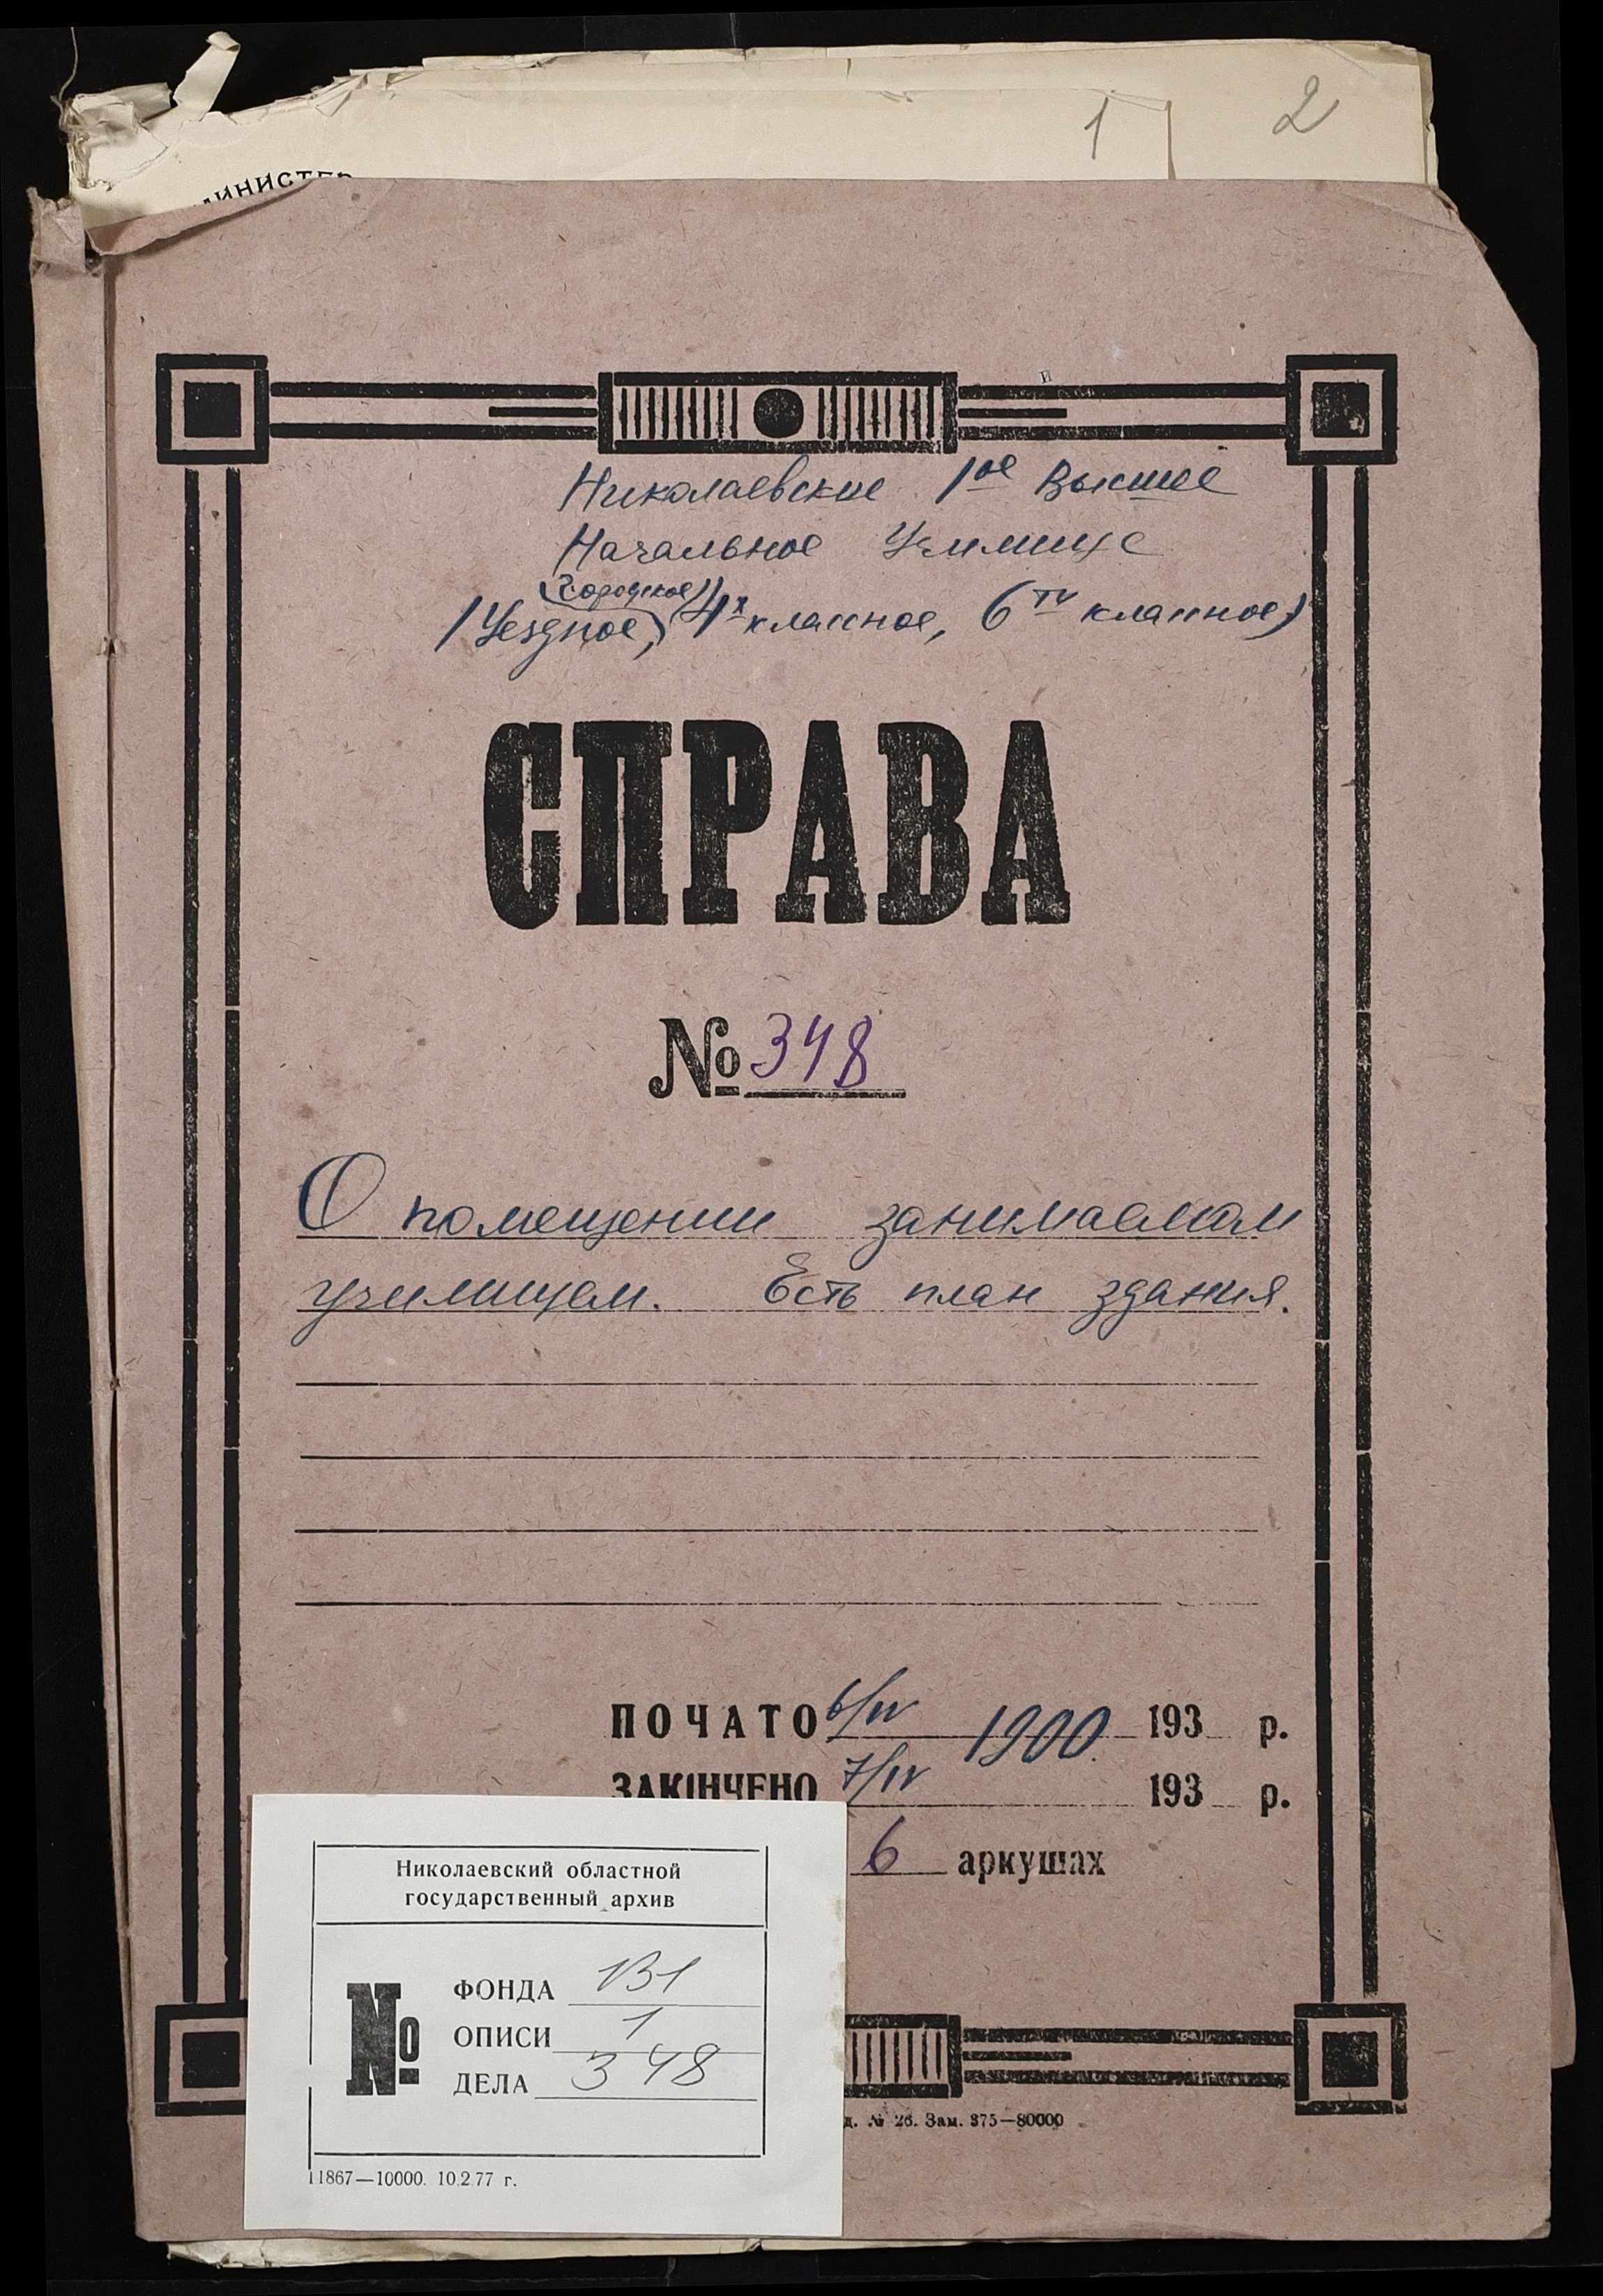 1 2
МИНИСТЕР
Николаевское 1ое Высшее
Начальное Училище
(Городское)
(Уездное, 4х классное, 6ти классное)
СПРАВА
№ 348
О помещении занимаемом
училищем. Есть план здания.
ПОЧАТО 6/IV 1900. 193 р.
ЗАКІНЧЕНО 7/IV 193 р.
6 аркушах
Николаевский областной
государственный архив
№
ФОНДА 131
ОПИСИ 1
ДЕЛА 348
д. № 26. Зам. 375—80000
11867—10000. 10.2.77 г.